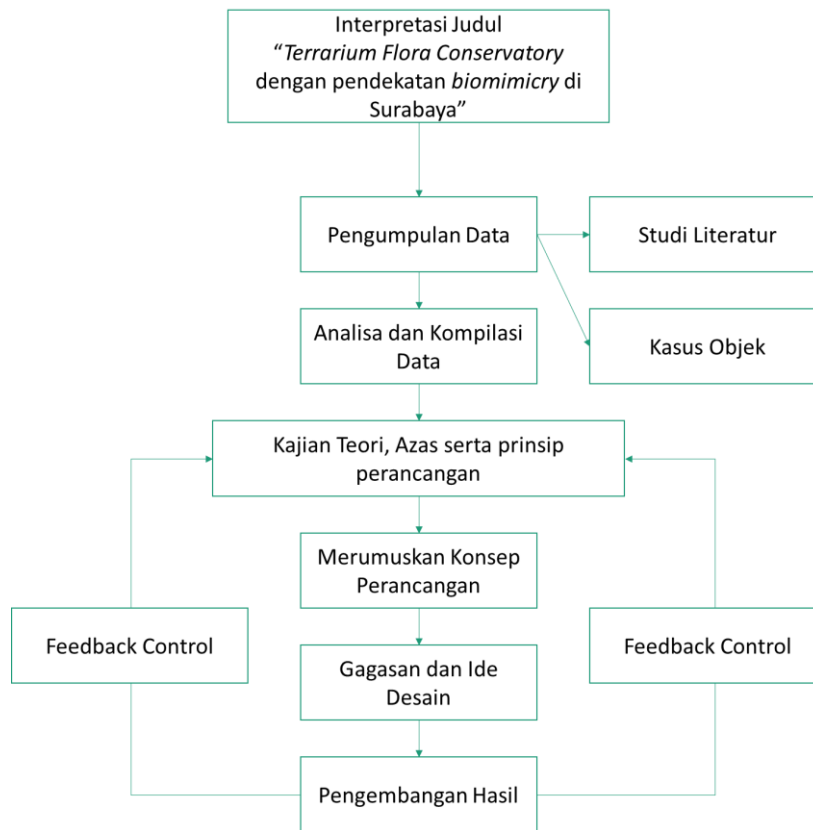 Interpretasi Judul
“Terrarium Flora Conservatory
dengan pendekatan biomimicry di
Surabaya”
Pengumpulan Data
Studi Literatur
Analisa dan Kompilasi
Data
Kasus Objek
Kajian Teori, Azas serta prinsip
perancangan
Merumuskan Konsep
Perancangan
Feedback Control
Feedback Control
Gagasan dan Ide
Desain
Pengembangan Hasil